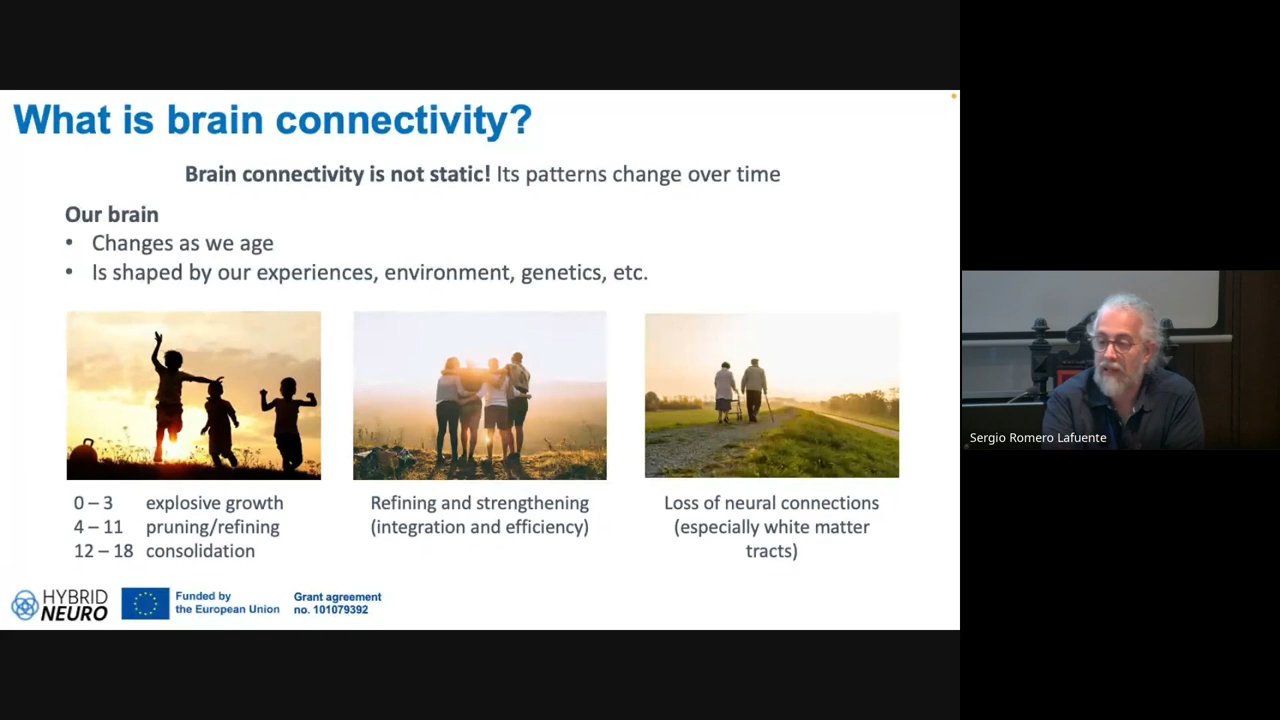 What is brain connectivity?
Brain connectivity is not static! Its patterns change over time
Our brain
• Changes as we age
• Is shaped by our experiences, environment, genetics, etc.
0 – 3 explosive growth
4 – 11 pruning/refining
12 – 18 consolidation
Refining and strengthening
(integration and efficiency)
Loss of neural connections
(especially white matter
tracts)
HYBRID
NEURO
Funded by
the European Union
Grant agreement
no. 101079392
Sergio Romero Lafuente